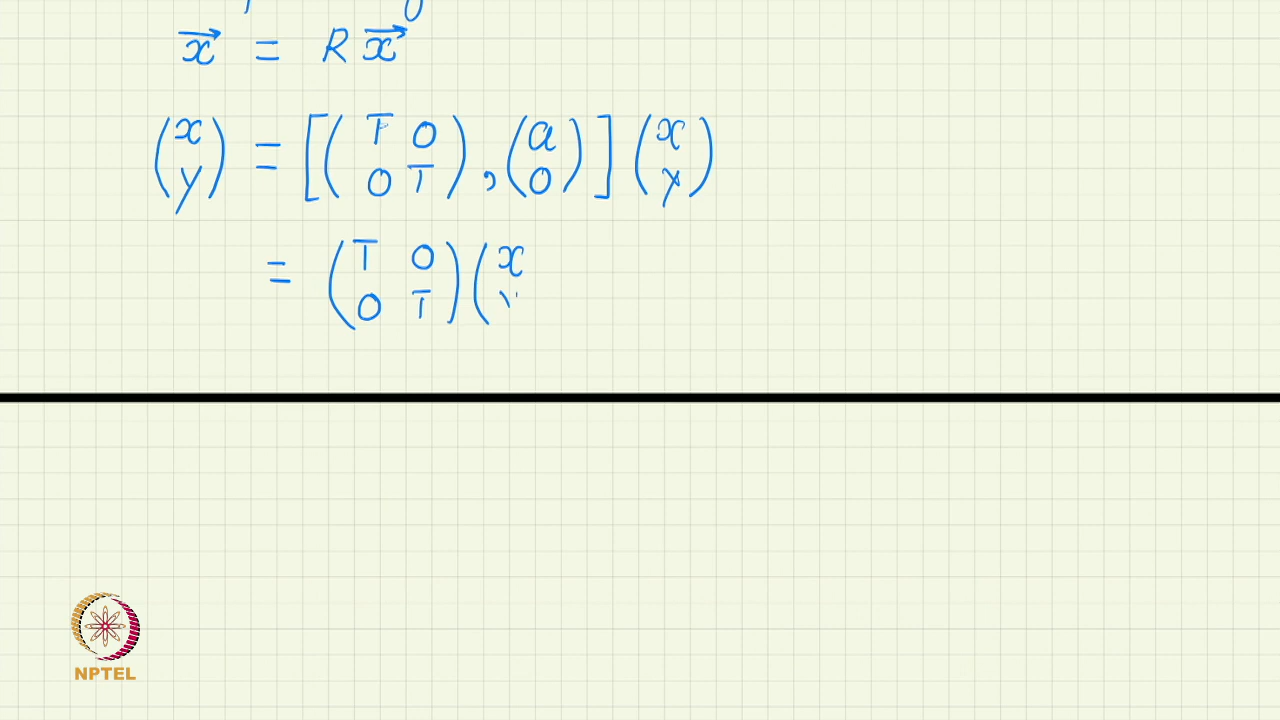 x⃗ = R x⃗
(x y) = [(1̄ 0 0 1̄), (a 0)] (x y)
= (1̄ 0 0 1̄) (x
NPTEL